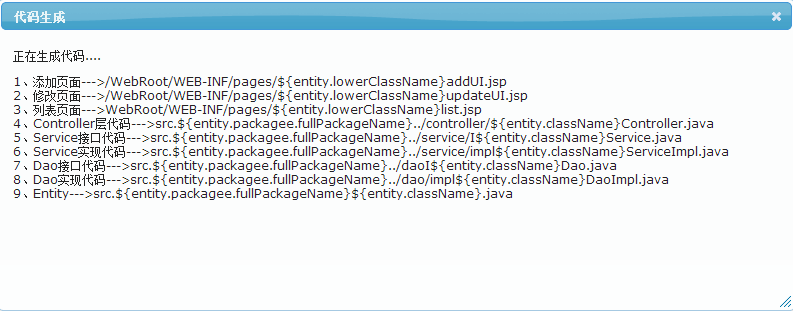 代码生成
正在生成代码....
1、添加页面--->/WebRoot/WEB-INF/pages/${entity.lowerClassName}addUI.jsp
2、修改页面--->/WebRoot/WEB-INF/pages/${entity.lowerClassName}updateUI.jsp
3、列表页面--->WebRoot/WEB-INF/pages/${entity.lowerClassName}list.jsp
4、Controller层代码--->src.${entity.packagee.fullPackageName}../controller/${entity.className}Controller.java
5、Service接口代码--->src.${entity.packagee.fullPackageName}../service/I${entity.className}Service.java
6、Service实现代码--->src.${entity.packagee.fullPackageName}../service/impl${entity.className}ServiceImpl.java
7、Dao接口代码--->src.${entity.packagee.fullPackageName}../daoI${entity.className}Dao.java
8、Dao实现代码--->src.${entity.packagee.fullPackageName}../dao/impl${entity.className}DaoImpl.java
9、Entity--->src.${entity.packagee.fullPackageName}${entity.className}.java